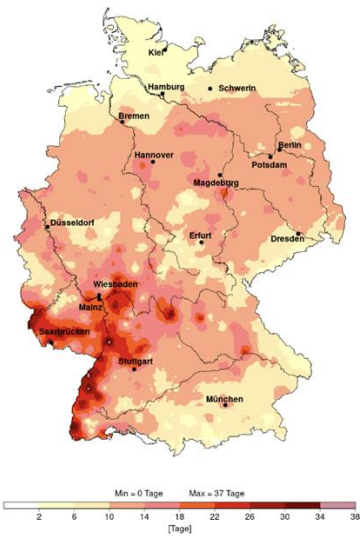 Kiel
Hamburg
Schwerin
Bremen
Berlin
Hannover
Potsdam
Magdeburg
Düsseldorf
Erfurt
Dresden
Wiesbaden
Mainz
Saarbrücken
Stuttgart
München
Min = 0 Tage Max = 37 Tage
2 6 10 14 18 22 26 30 34 38
[Tage]